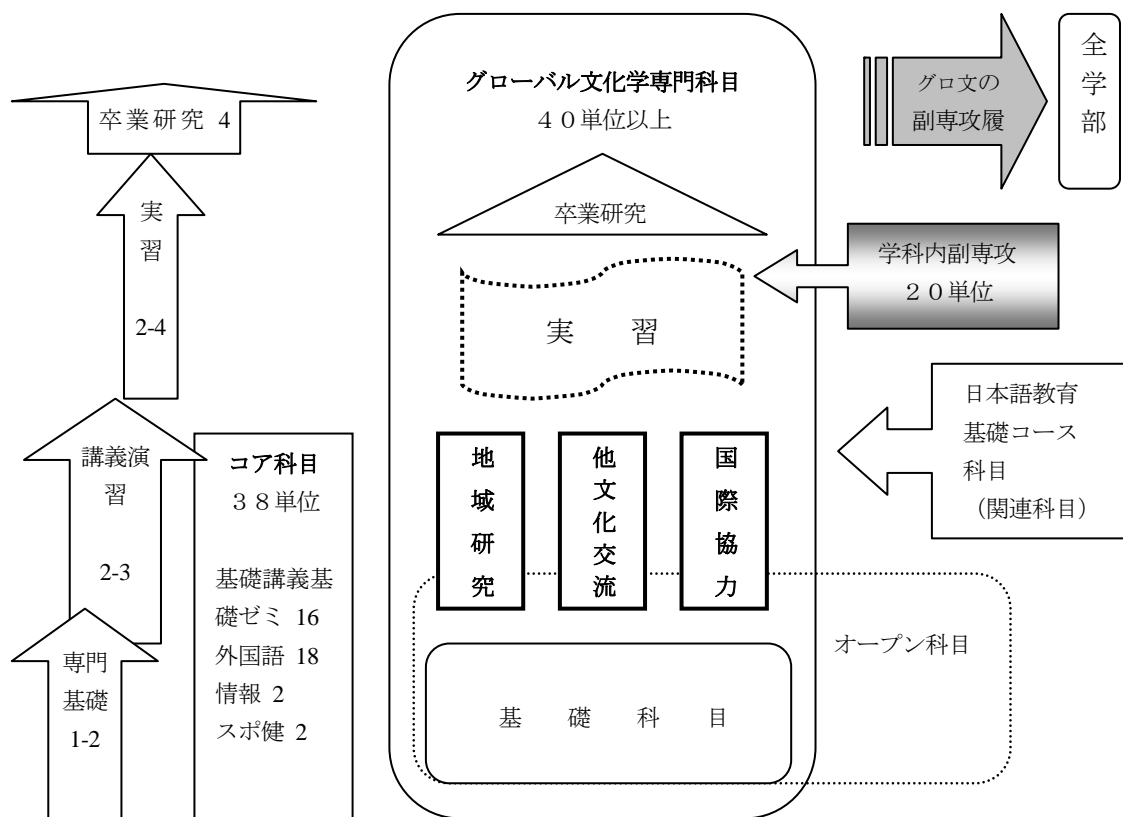 卒業研究 4
実
習
2-4
講義演
習
2-3
専門
基礎
1-2
コア科目
３８単位
基礎講義基
礎ゼミ 16
外国語 18
情報 2
スポ健 2
グローバル文化学専門科目
４０単位以上
卒業研究
実　習
地域研究
他文化交流
国際協力
基　礎　科　目
オープン科目
グロ文の
副専攻履
全学部
学科内副専攻
２０単位
日本語教育
基礎コース
科目
（関連科目）